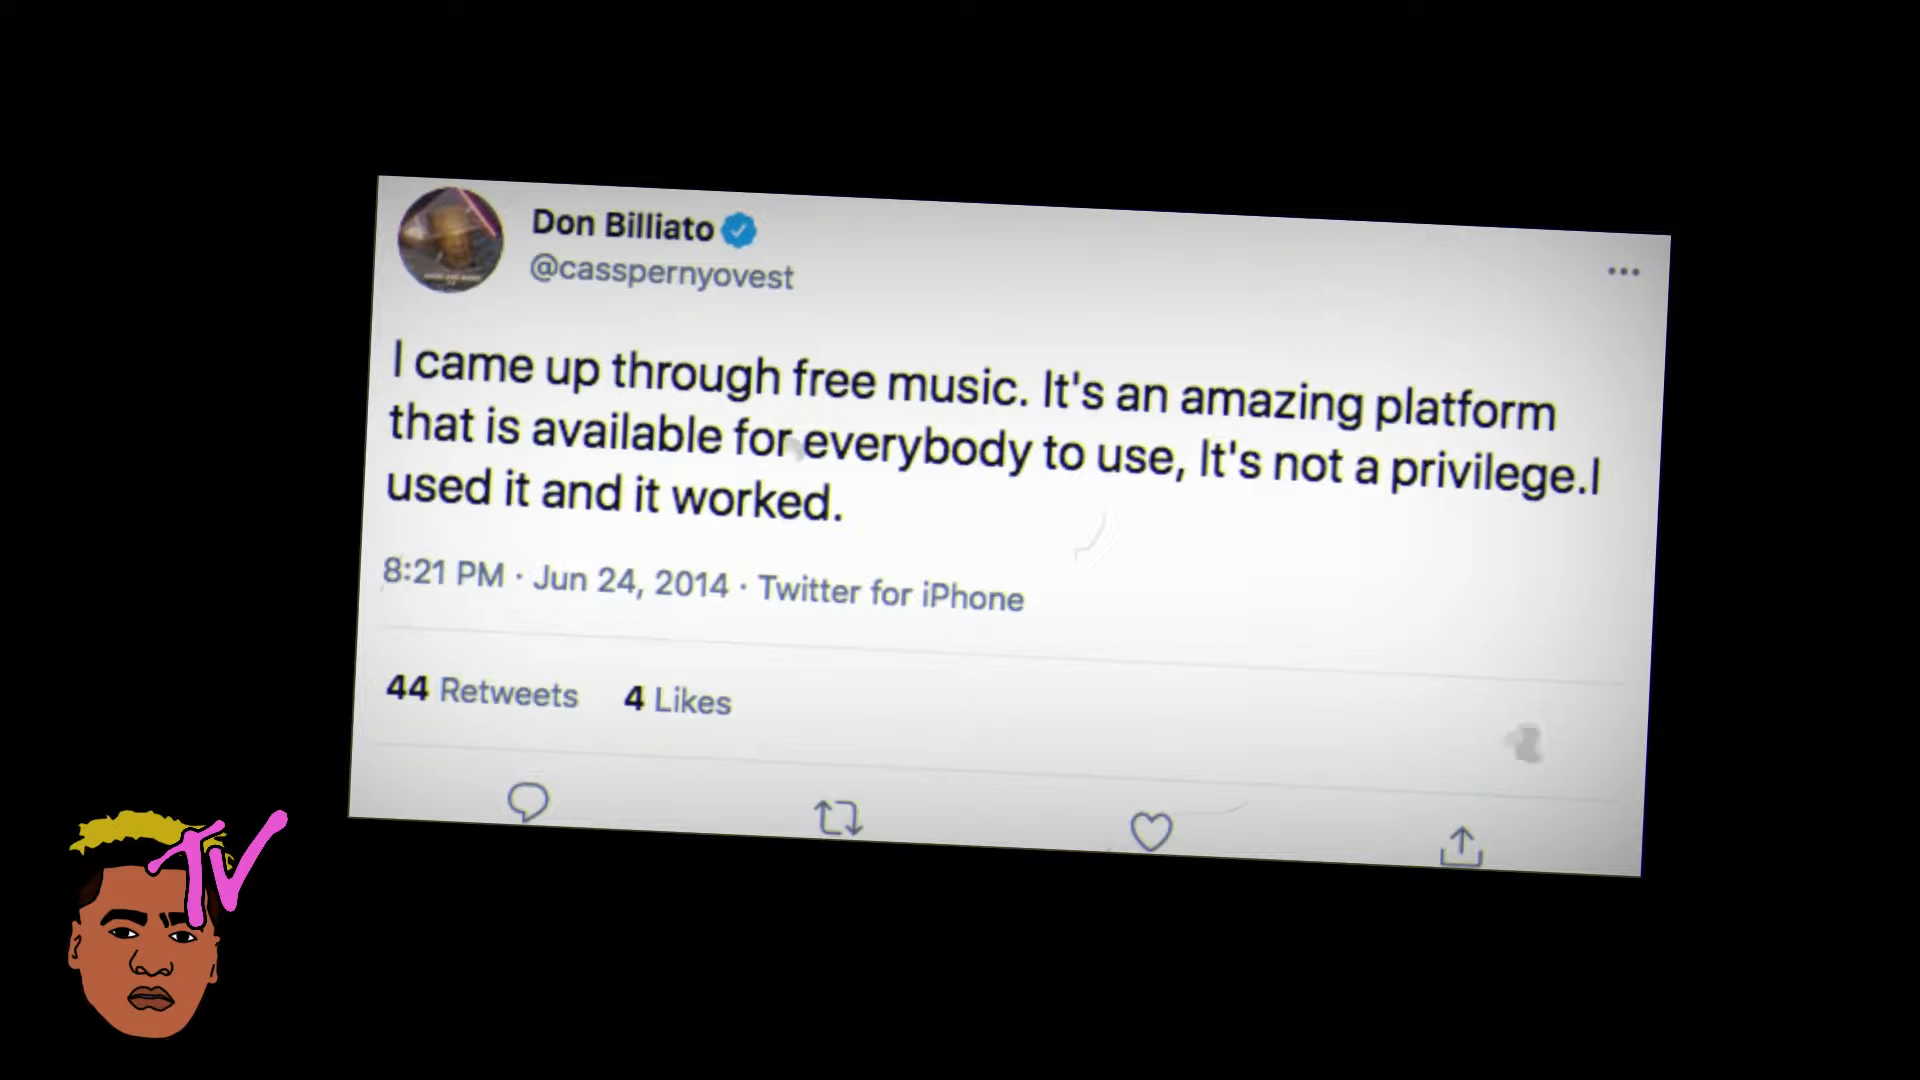 Don Billiato
@casspernyovest
I came up through free music. It's an amazing platform
that is available for everybody to use, It's not a privilege.I
used it and it worked.
8:21 PM · Jun 24, 2014 · Twitter for iPhone
44 Retweets 4 Likes
TV